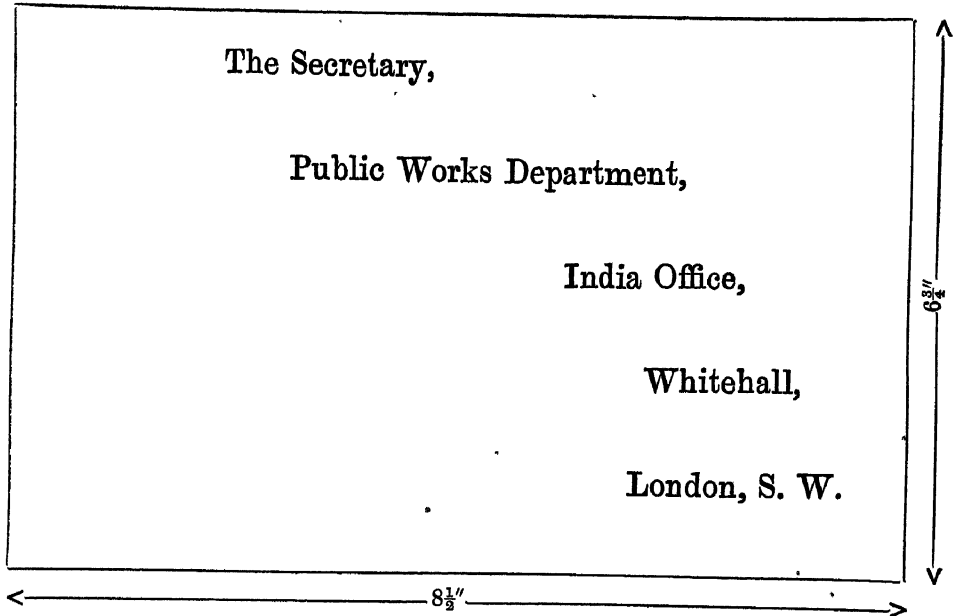 The Secretary,
Public Works Department,
India Office,
Whitehall,
London, S. W.
6¾″
8½″